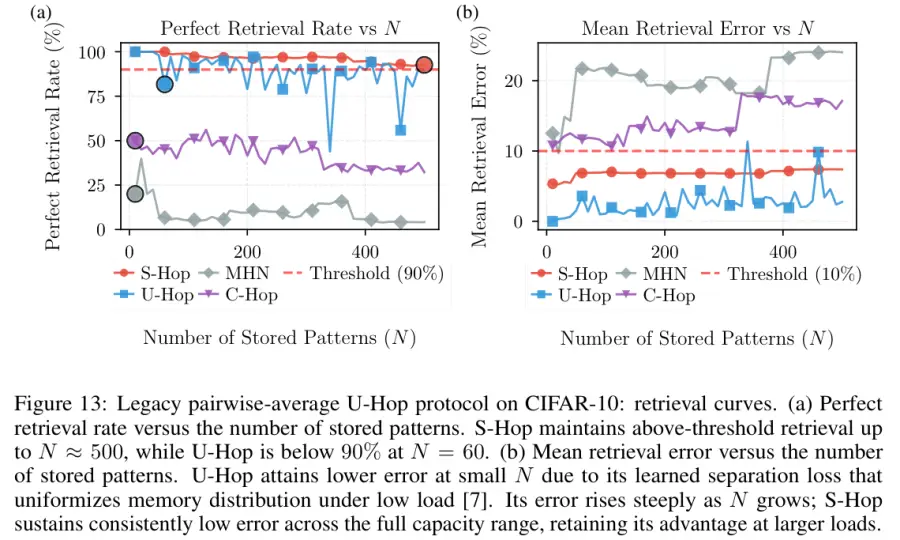 (a)
Perfect Retrieval Rate vs N
Perfect Retrieval Rate (%)
100
75
50
25
0
0
200
400
S-Hop
MHN
Threshold (90%)
U-Hop
C-Hop
Number of Stored Patterns (N)
(b)
Mean Retrieval Error vs N
Mean Retrieval Error (%)
20
10
0
0
200
400
S-Hop
MHN
Threshold (10%)
U-Hop
C-Hop
Number of Stored Patterns (N)
Figure 13: Legacy pairwise-average U-Hop protocol on CIFAR-10: retrieval curves. (a) Perfect
retrieval rate versus the number of stored patterns. S-Hop maintains above-threshold retrieval up
to N ≈ 500, while U-Hop is below 90% at N = 60. (b) Mean retrieval error versus the number
of stored patterns. U-Hop attains lower error at small N due to its learned separation loss that
uniformizes memory distribution under low load [7]. Its error rises steeply as N grows; S-Hop
sustains consistently low error across the full capacity range, retaining its advantage at larger loads.